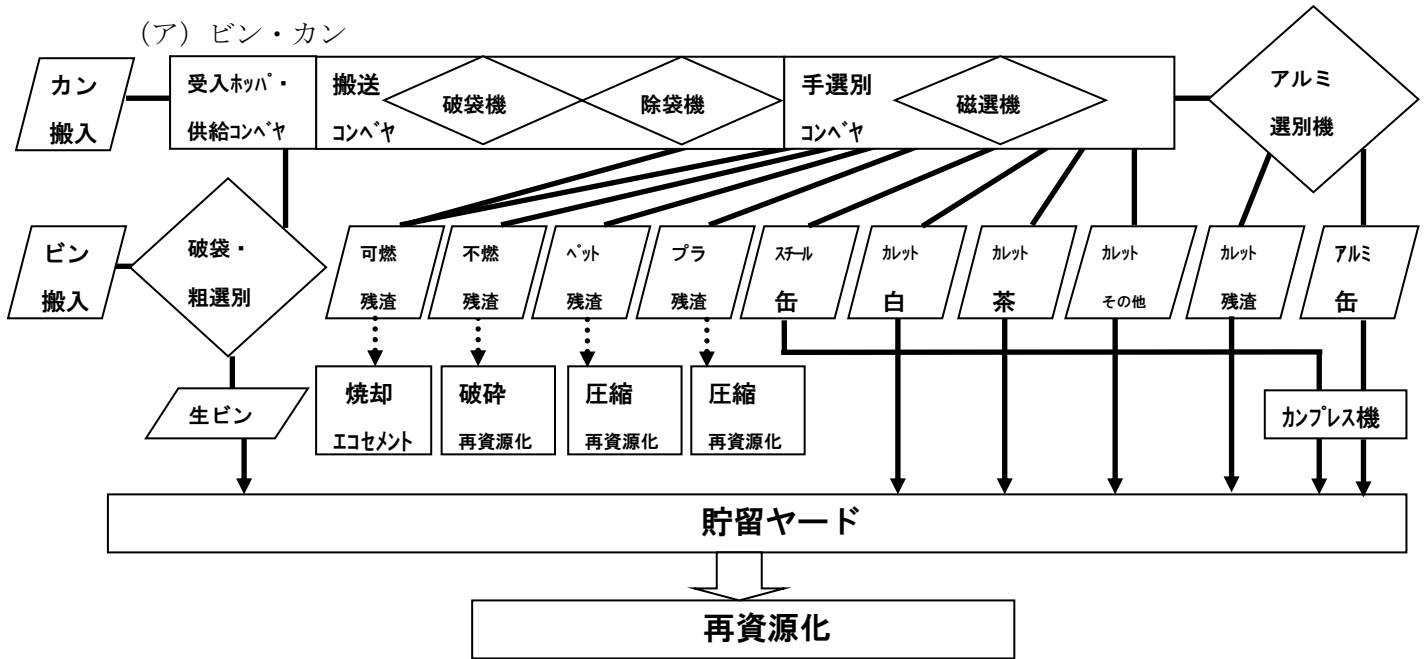 （ア）ビン・カン
カン
搬入
受入ﾎｯﾊﾟ・
供給ｺﾝﾍﾞﾔ
搬送
ｺﾝﾍﾞﾔ
破袋機
除袋機
手選別
ｺﾝﾍﾞﾔ
磁選機
アルミ
選別機
ビン
搬入
破袋・
粗選別
可燃
残渣
不燃
残渣
ﾍﾟｯﾄ
残渣
プラ
残渣
ｽﾁｰﾙ
缶
ｶﾚｯﾄ
白
ｶﾚｯﾄ
茶
ｶﾚｯﾄ
その他
ｶﾚｯﾄ
残渣
アルミ
缶
生ビン
焼却
ｴｺｾﾒﾝﾄ
破砕
再資源化
圧縮
再資源化
圧縮
再資源化
ｶﾝﾌﾟﾚｽ機
貯留ヤード
再資源化